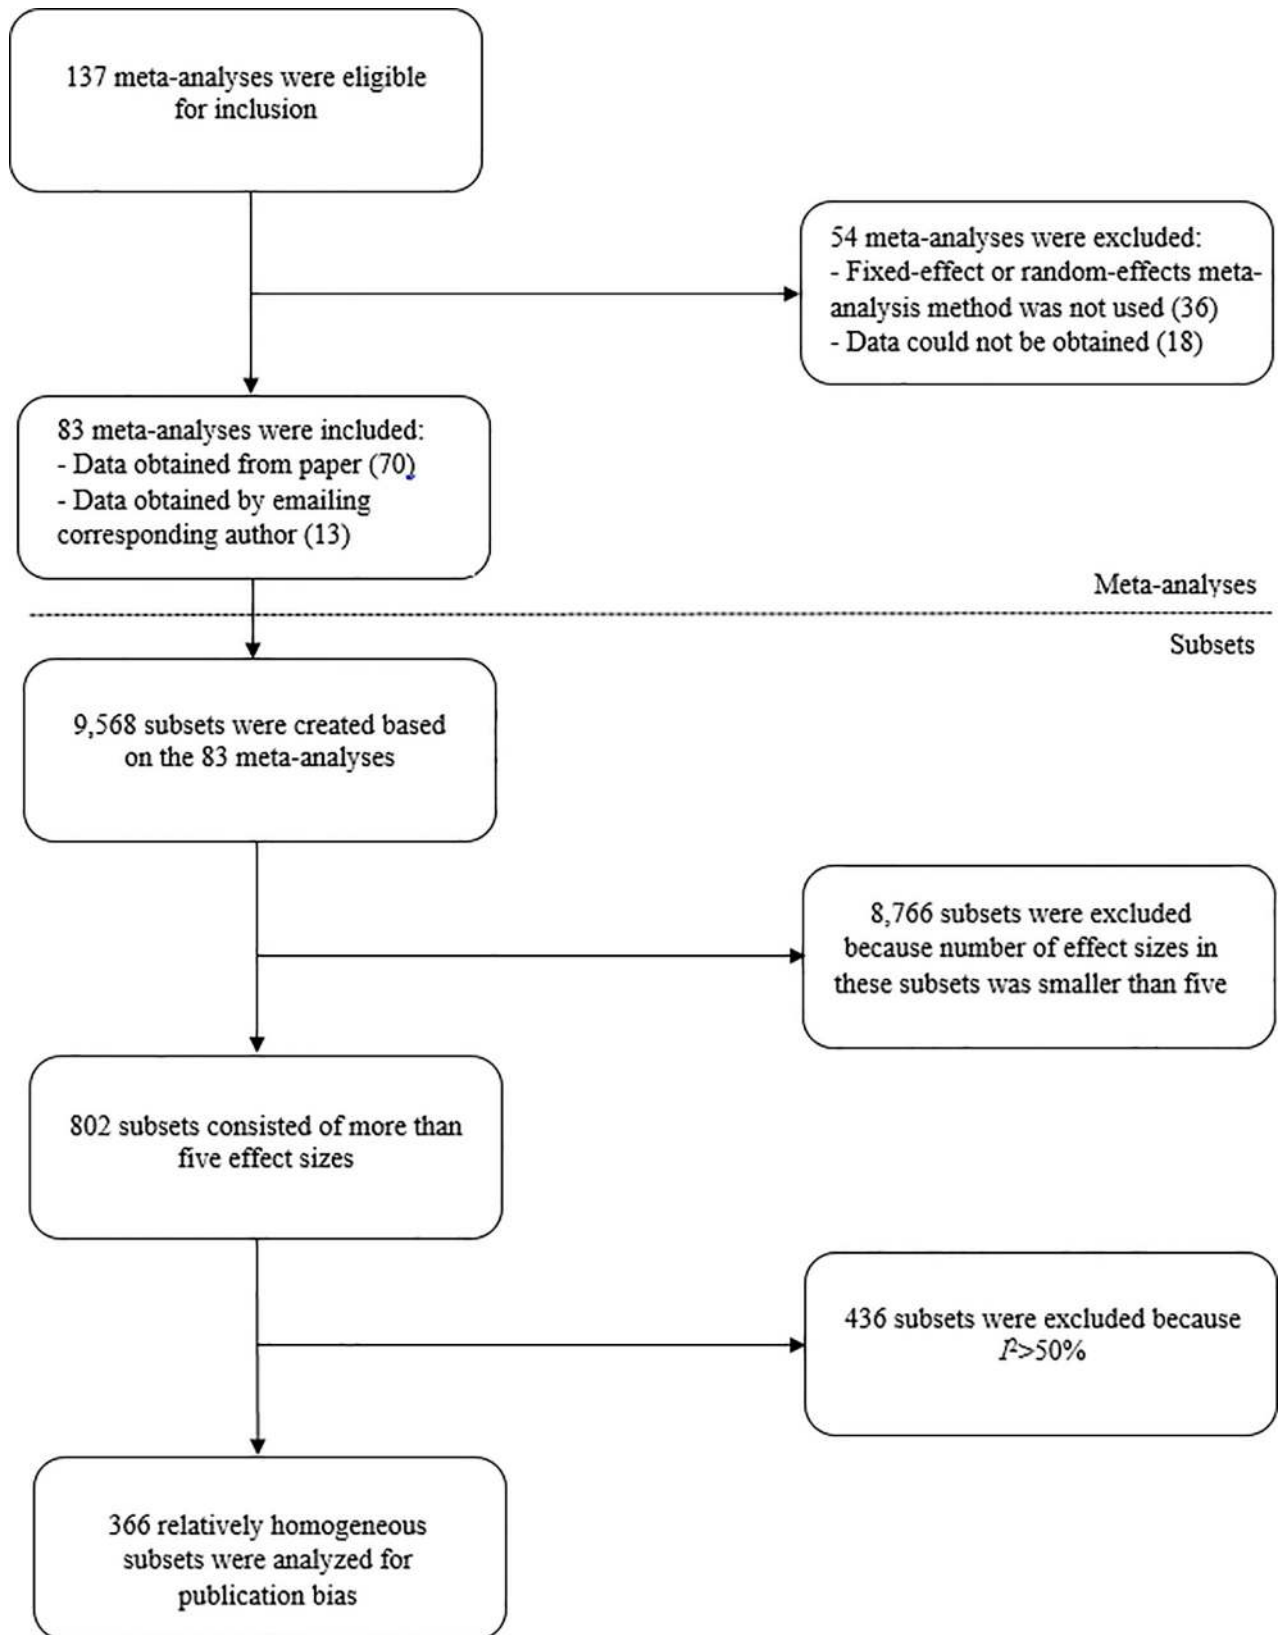 137 meta-analyses were eligible
for inclusion
54 meta-analyses were excluded:
- Fixed-effect or random-effects meta-
analysis method was not used (36)
- Data could not be obtained (18)
83 meta-analyses were included:
- Data obtained from paper (70)
- Data obtained by emailing
corresponding author (13)
Meta-analyses
Subsets
9,568 subsets were created based
on the 83 meta-analyses
8,766 subsets were excluded
because number of effect sizes in
these subsets was smaller than five
802 subsets consisted of more than
five effect sizes
436 subsets were excluded because
I²>50%
366 relatively homogeneous
subsets were analyzed for
publication bias